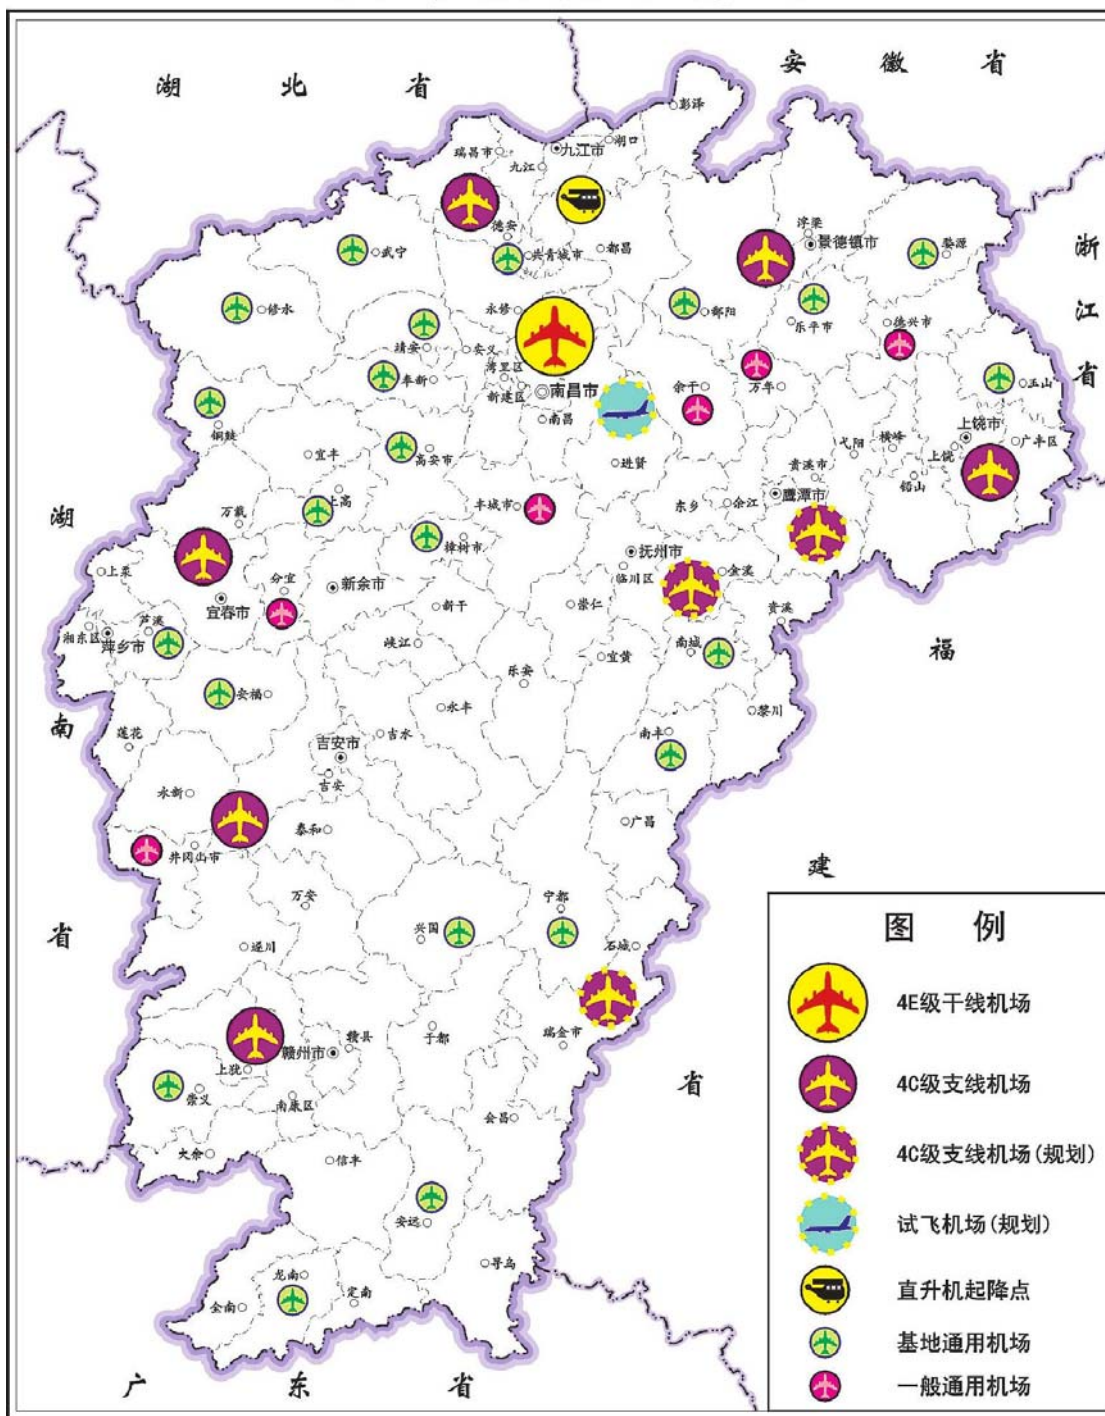 湖北省
安徽省
彭泽
瑞昌市
九江市
湖口
九江
德安
共青城市
都昌
浮梁
景德镇市
婺源
浙江省
武宁
修水
永修
鄱阳
乐平市
德兴市
靖安
安义
湾里区
奉新
新建区
南昌市
余干
万年
玉山
南昌
铜鼓
宜丰
高安市
进贤
弋阳
横峰
上饶市
上饶
广丰区
贵溪市
铅山
上高
丰城市
东乡
余江
鹰潭市
湖南省
万载
樟树市
抚州市
临川区
金溪
上栗
分宜
新余市
宜春市
新干
崇仁
贵溪
湘东区
萍乡市
芦溪
峡江
宜黄
南城
福建省
安福
乐安
永丰
黎川
莲花
吉水
南丰
吉安市
吉安
永新
泰和
广昌
井冈山市
万安
宁都
兴国
遂川
石城
赣州市
赣县
于都
瑞金市
上犹
崇义
南康区
会昌
大余
信丰
安远
寻乌
龙南
全南
定南
广东省
图例
4E级干线机场
4C级支线机场
4C级支线机场(规划)
试飞机场(规划)
直升机起降点
基地通用机场
一般通用机场